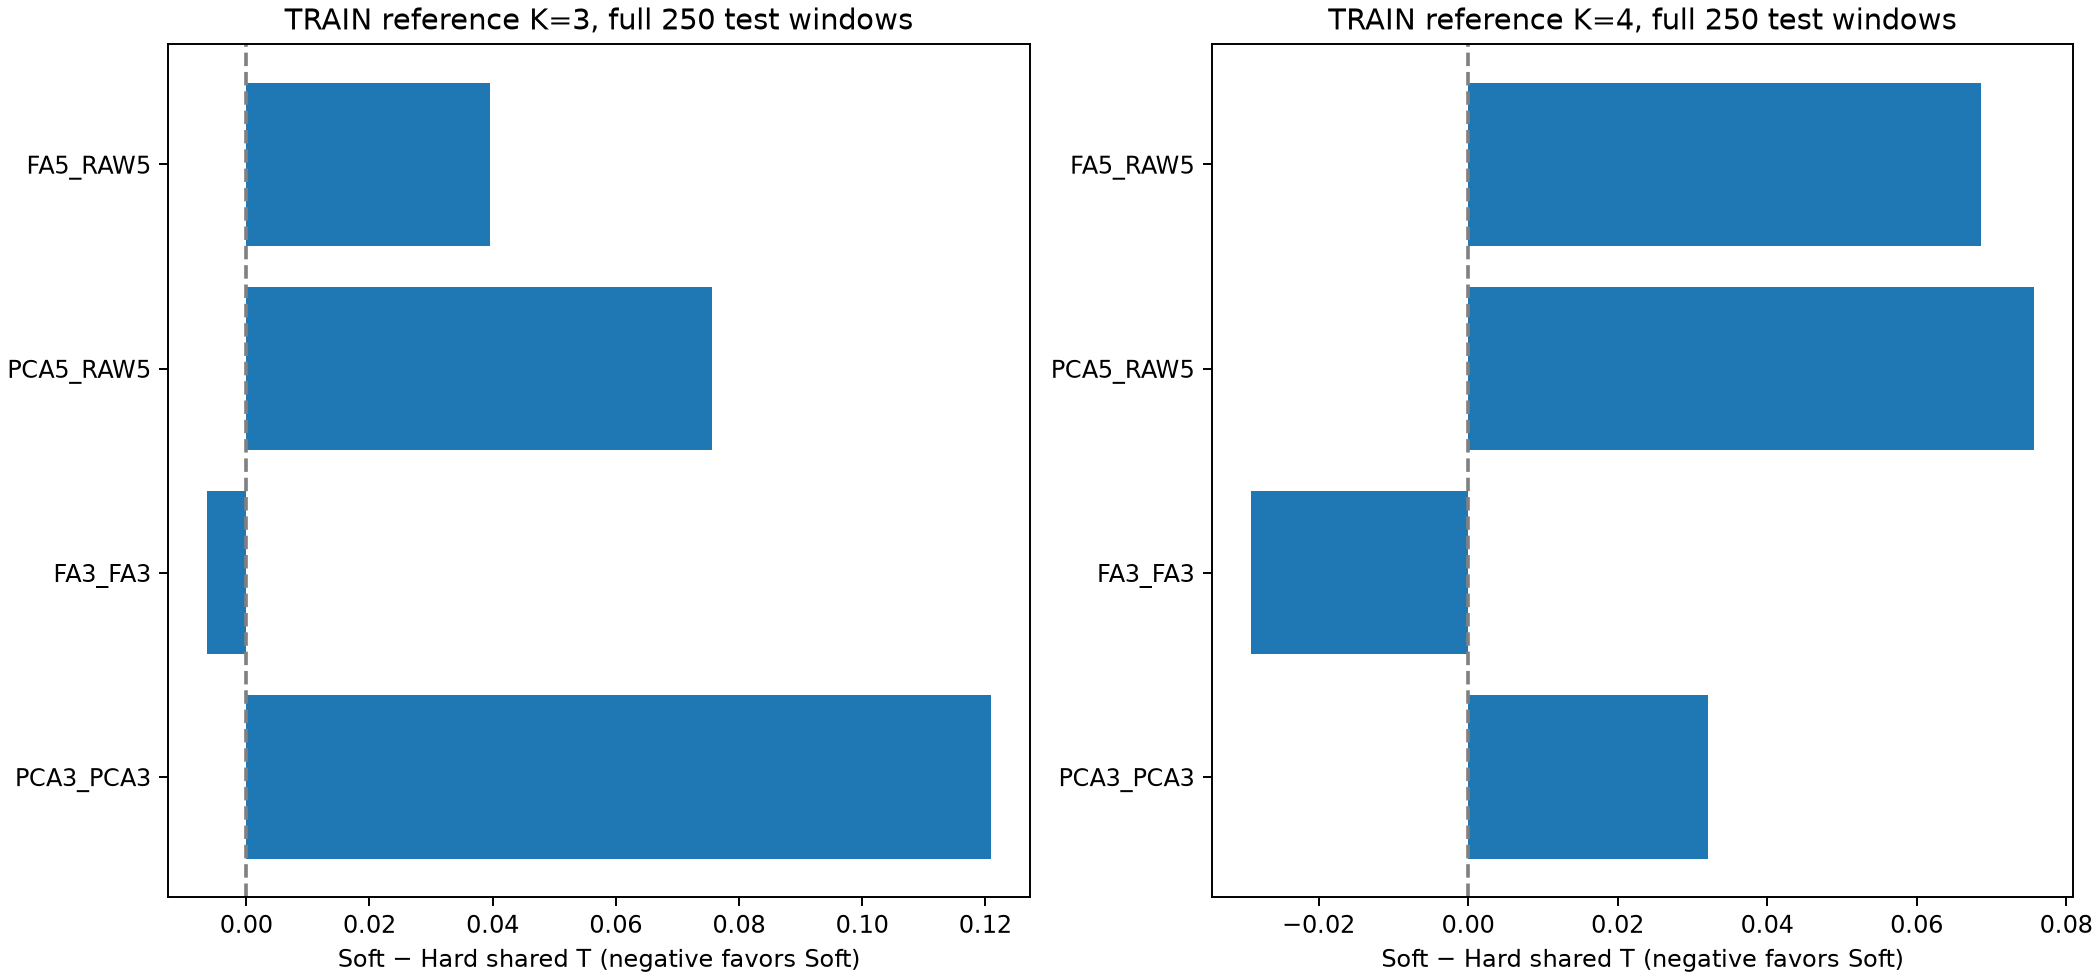 TRAIN reference K=3, full 250 test windows
FA5_RAW5
PCA5_RAW5
FA3_FA3
PCA3_PCA3
0.00 0.02 0.04 0.06 0.08 0.10 0.12
Soft − Hard shared T (negative favors Soft)
TRAIN reference K=4, full 250 test windows
FA5_RAW5
PCA5_RAW5
FA3_FA3
PCA3_PCA3
−0.02 0.00 0.02 0.04 0.06 0.08
Soft − Hard shared T (negative favors Soft)